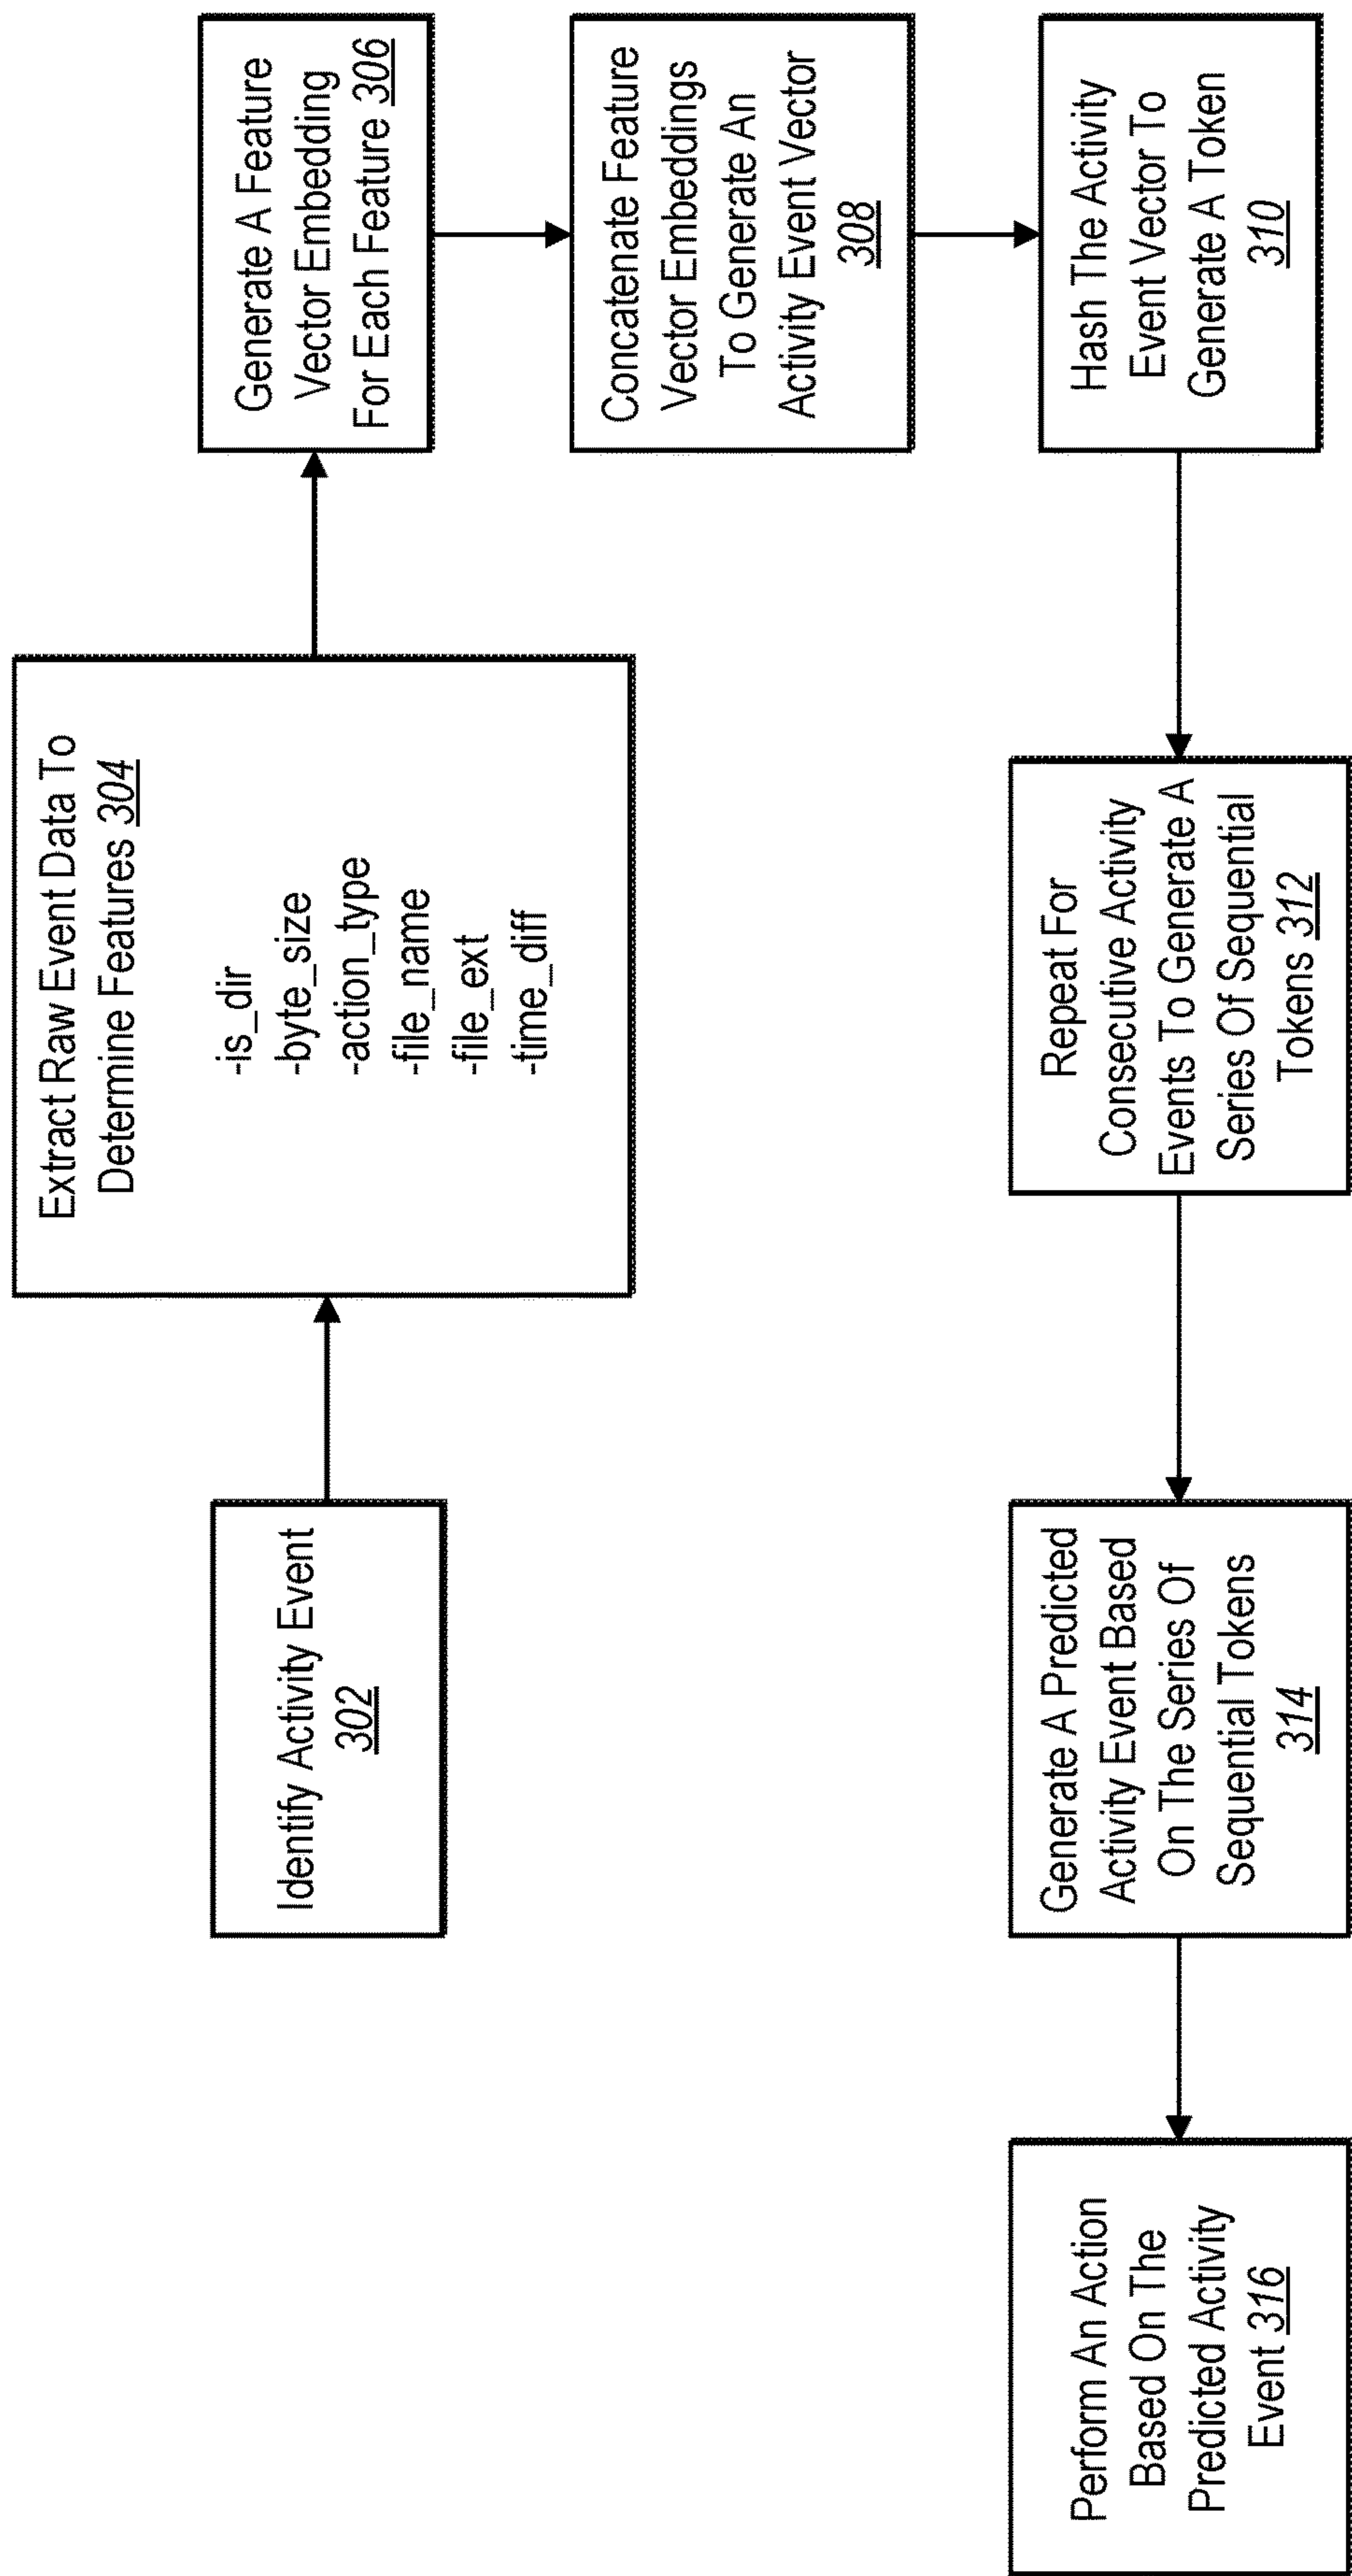 Identify Activity Event
302
Extract Raw Event Data To
Determine Features 304
-is_dir
-byte_size
-action_type
-file_name
-file_ext
-time_diff
Generate A Feature
Vector Embedding
For Each Feature 306
Concatenate Feature
Vector Embeddings
To Generate An
Activity Event Vector
308
Hash The Activity
Event Vector To
Generate A Token
310
Repeat For
Consecutive Activity
Events To Generate A
Series Of Sequential
Tokens 312
Generate A Predicted
Activity Event Based
On The Series Of
Sequential Tokens
314
Perform An Action
Based On The
Predicted Activity
Event 316